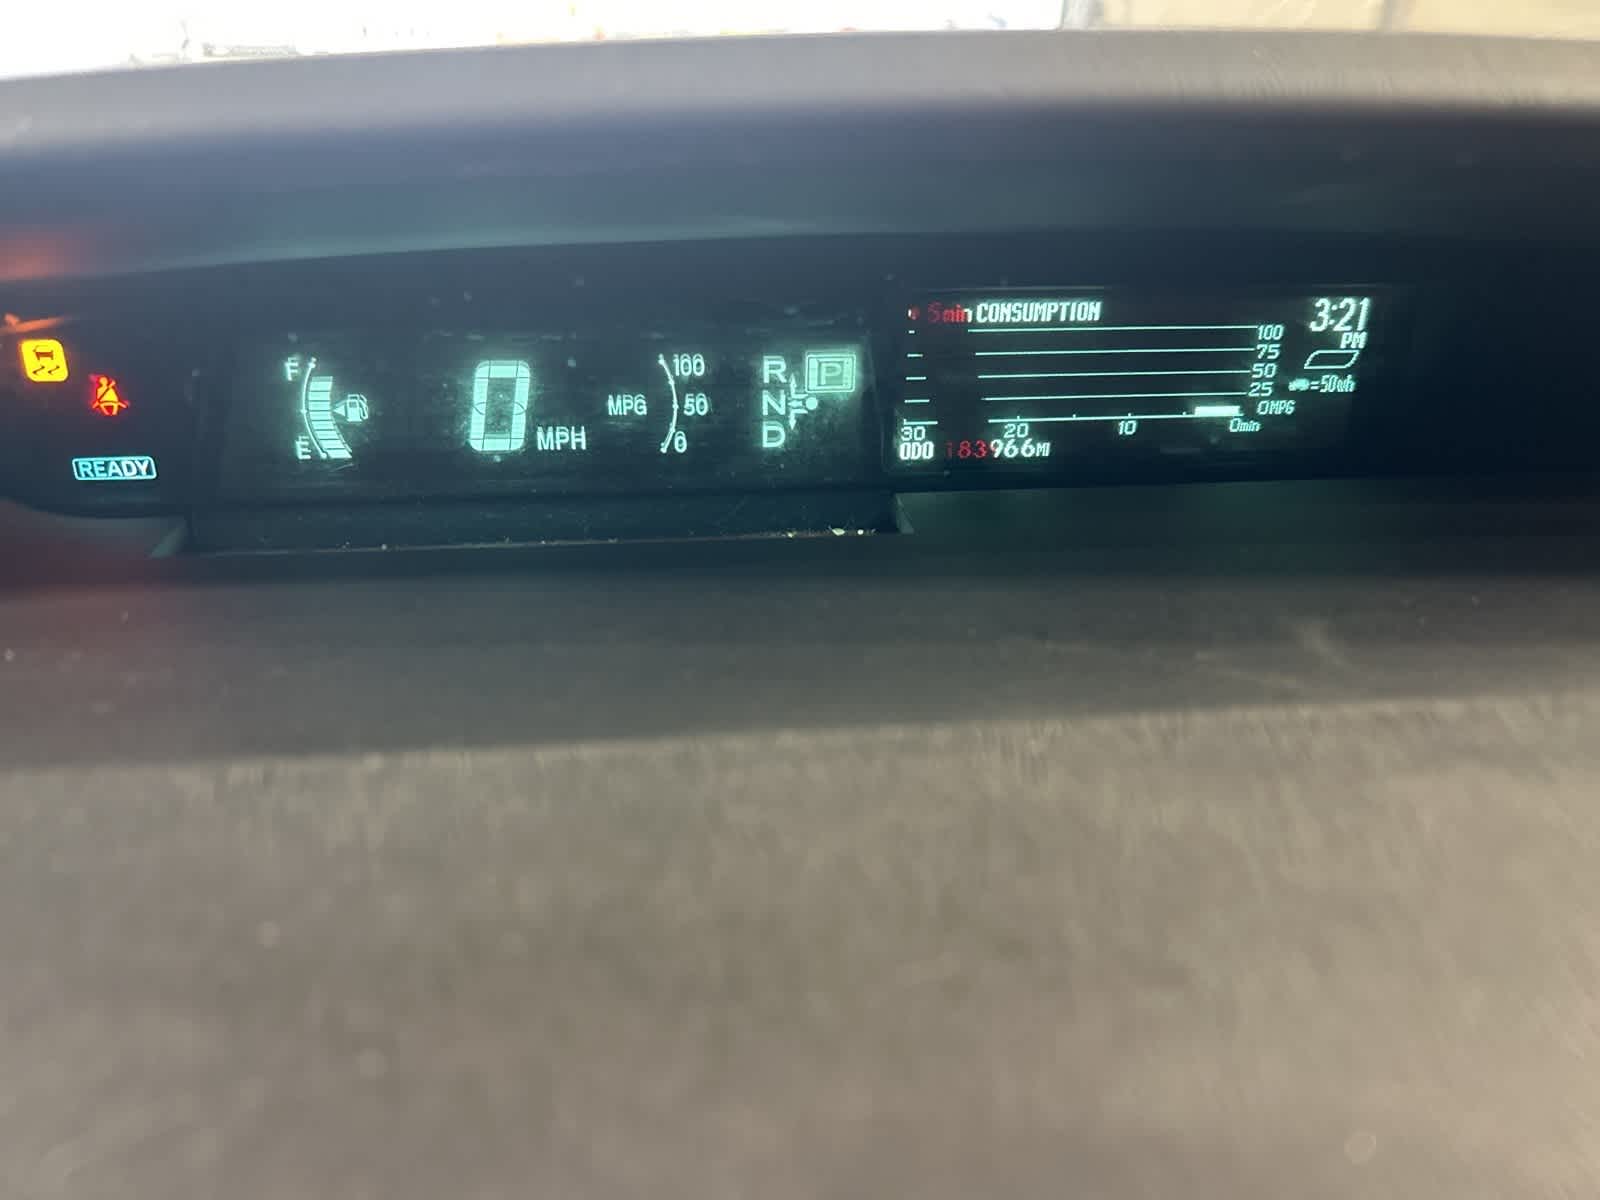 READY
F
E
0 MPH
MPG
100
50
0
R
N
D
P
5min CONSUMPTION
3:21
PM
100
75
50
25
0MPG
=50Wh
30 20 10 0min
ODO 183966MI